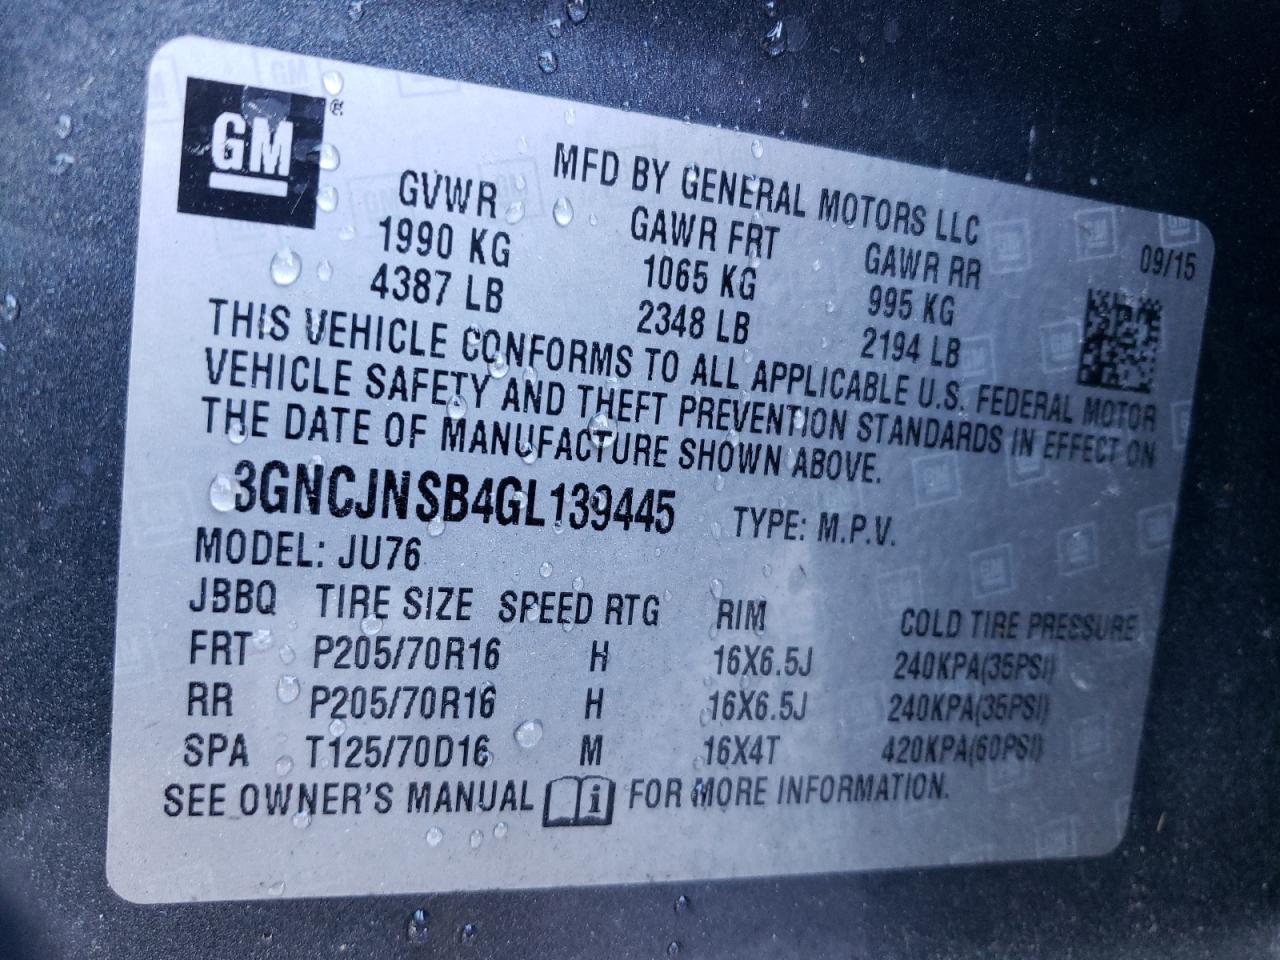 GM ®
MFD BY GENERAL MOTORS LLC
GVWR GAWR FRT GAWR RR 09/15
1990 KG 1065 KG 995 KG
4387 LB 2348 LB 2194 LB
THIS VEHICLE CONFORMS TO ALL APPLICABLE U.S. FEDERAL MOTOR
VEHICLE SAFETY AND THEFT PREVENTION STANDARDS IN EFFECT ON
THE DATE OF MANUFACTURE SHOWN ABOVE.
3GNCJNSB4GL139445 TYPE: M.P.V.
MODEL: JU76
JBBQ TIRE SIZE SPEED RTG RIM COLD TIRE PRESSURE
FRT P205/70R16 H 16X6.5J 240KPA(35PSI)
RR P205/70R16 H 16X6.5J 240KPA(35PSI)
SPA T125/70D16 M 16X4T 420KPA(60PSI)
SEE OWNER'S MANUAL i FOR MORE INFORMATION.